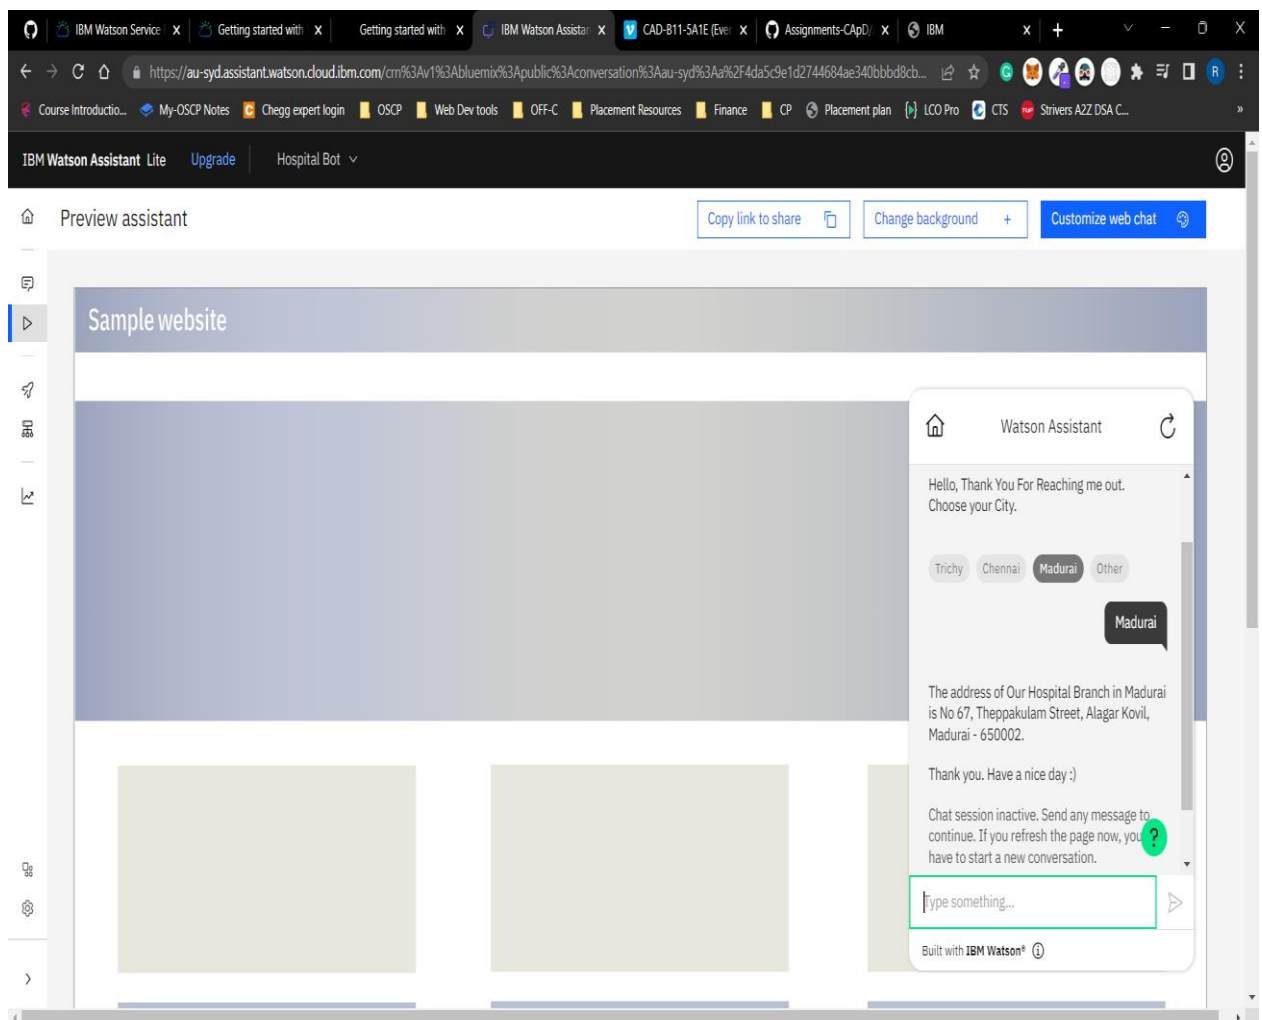 IBM Watson Service
Getting started with
Getting started with
IBM Watson Assistan
CAD-B11-5A1E (Ever
Assignments-CApD/
IBM
https://au-syd.assistant.watson.cloud.ibm.com/crn%3Av1%3Abluemix%3Apublic%3Aconversation%3Aau-syd%3Aa%2F4da5c9e1d2744684ae340bbbd8cb...
Course Introductio...
My-OSCP Notes
Chegg expert login
OSCP
Web Dev tools
OFF-C
Placement Resources
Finance
CP
Placement plan
LCO Pro
CTS
Strivers A2Z DSA C...
IBM Watson Assistant Lite
Upgrade
Hospital Bot
Preview assistant
Copy link to share
Change background
Customize web chat
Sample website
Watson Assistant
Hello, Thank You For Reaching me out.
Choose your City.
Trichy Chennai Madurai Other
Madurai
The address of Our Hospital Branch in Madurai
is No 67, Theppakulam Street, Alagar Kovil,
Madurai - 650002.
Thank you. Have a nice day :)
Chat session inactive. Send any message to
continue. If you refresh the page now, you
have to start a new conversation.
Type something...
Built with IBM Watson®